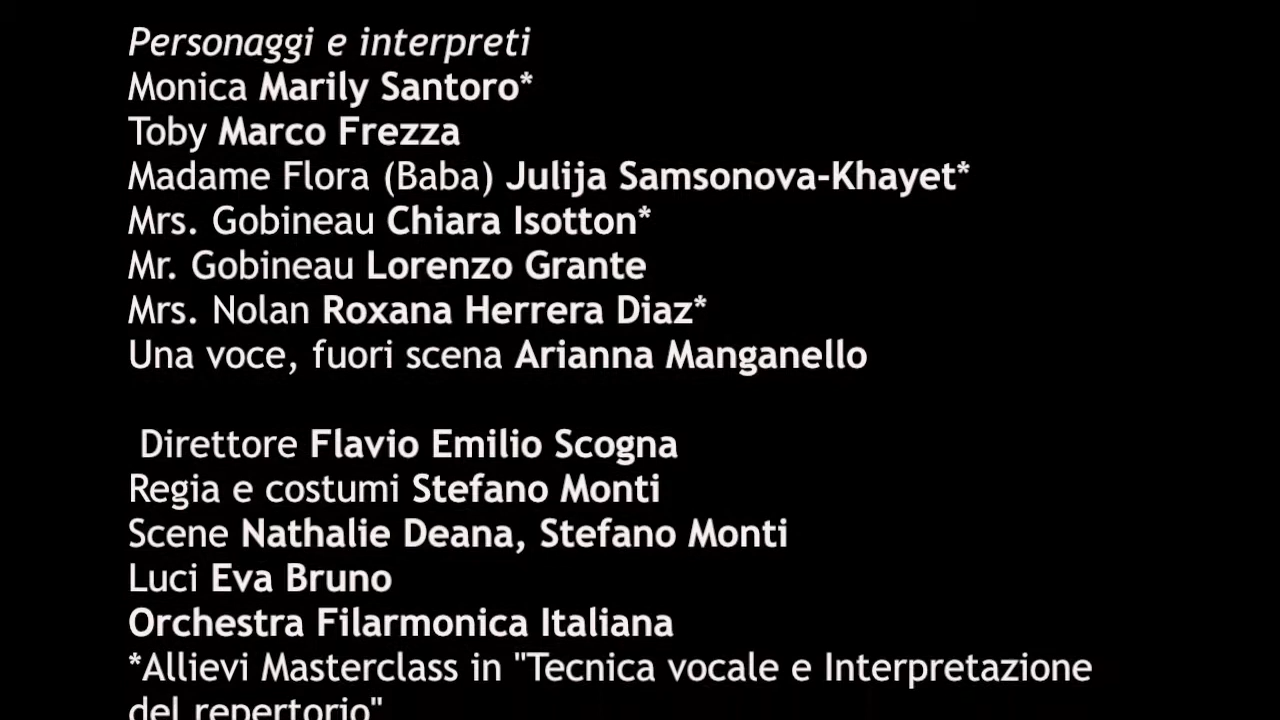 Personaggi e interpreti
Monica Marily Santoro*
Toby Marco Frezza
Madame Flora (Baba) Julija Samsonova-Khayet*
Mrs. Gobineau Chiara Isotton*
Mr. Gobineau Lorenzo Grante
Mrs. Nolan Roxana Herrera Diaz*
Una voce, fuori scena Arianna Manganello
Direttore Flavio Emilio Scogna
Regia e costumi Stefano Monti
Scene Nathalie Deana, Stefano Monti
Luci Eva Bruno
Orchestra Filarmonica Italiana
*Allievi Masterclass in "Tecnica vocale e Interpretazione
del repertorio"